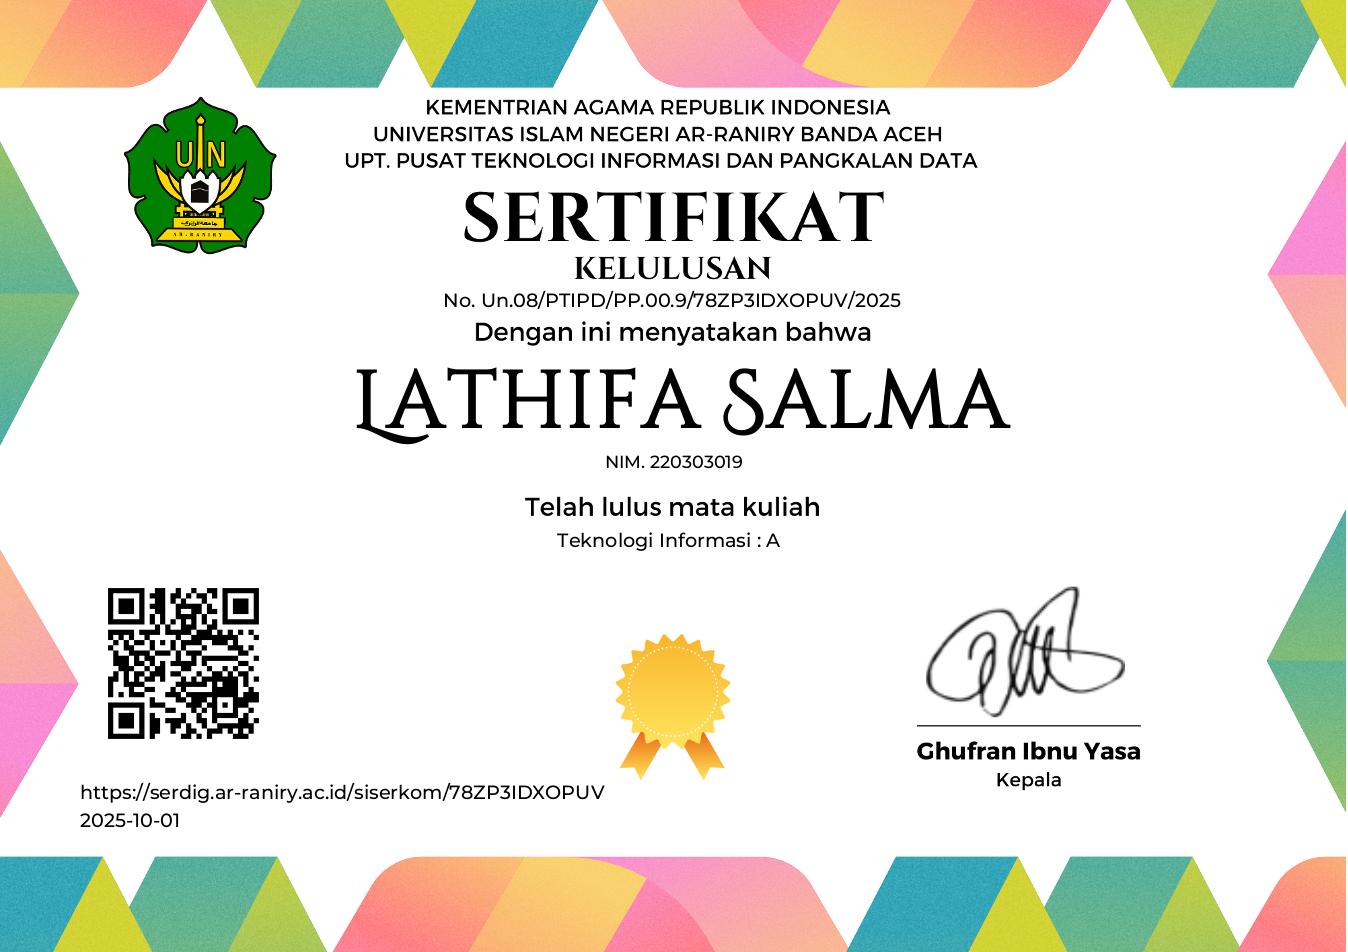 KEMENTRIAN AGAMA REPUBLIK INDONESIA
UNIVERSITAS ISLAM NEGERI AR-RANIRY BANDA ACEH
UPT. PUSAT TEKNOLOGI INFORMASI DAN PANGKALAN DATA
UIN
جامعة الرانيري
AR-RANIRY
SERTIFIKAT
KELULUSAN
No. Un.08/PTIPD/PP.00.9/78ZP3IDXOPUV/2025
Dengan ini menyatakan bahwa
LATHIFA SALMA
NIM. 220303019
Telah lulus mata kuliah
Teknologi Informasi : A
Ghufran Ibnu Yasa
Kepala
https://serdig.ar-raniry.ac.id/siserkom/78ZP3IDXOPUV
2025-10-01